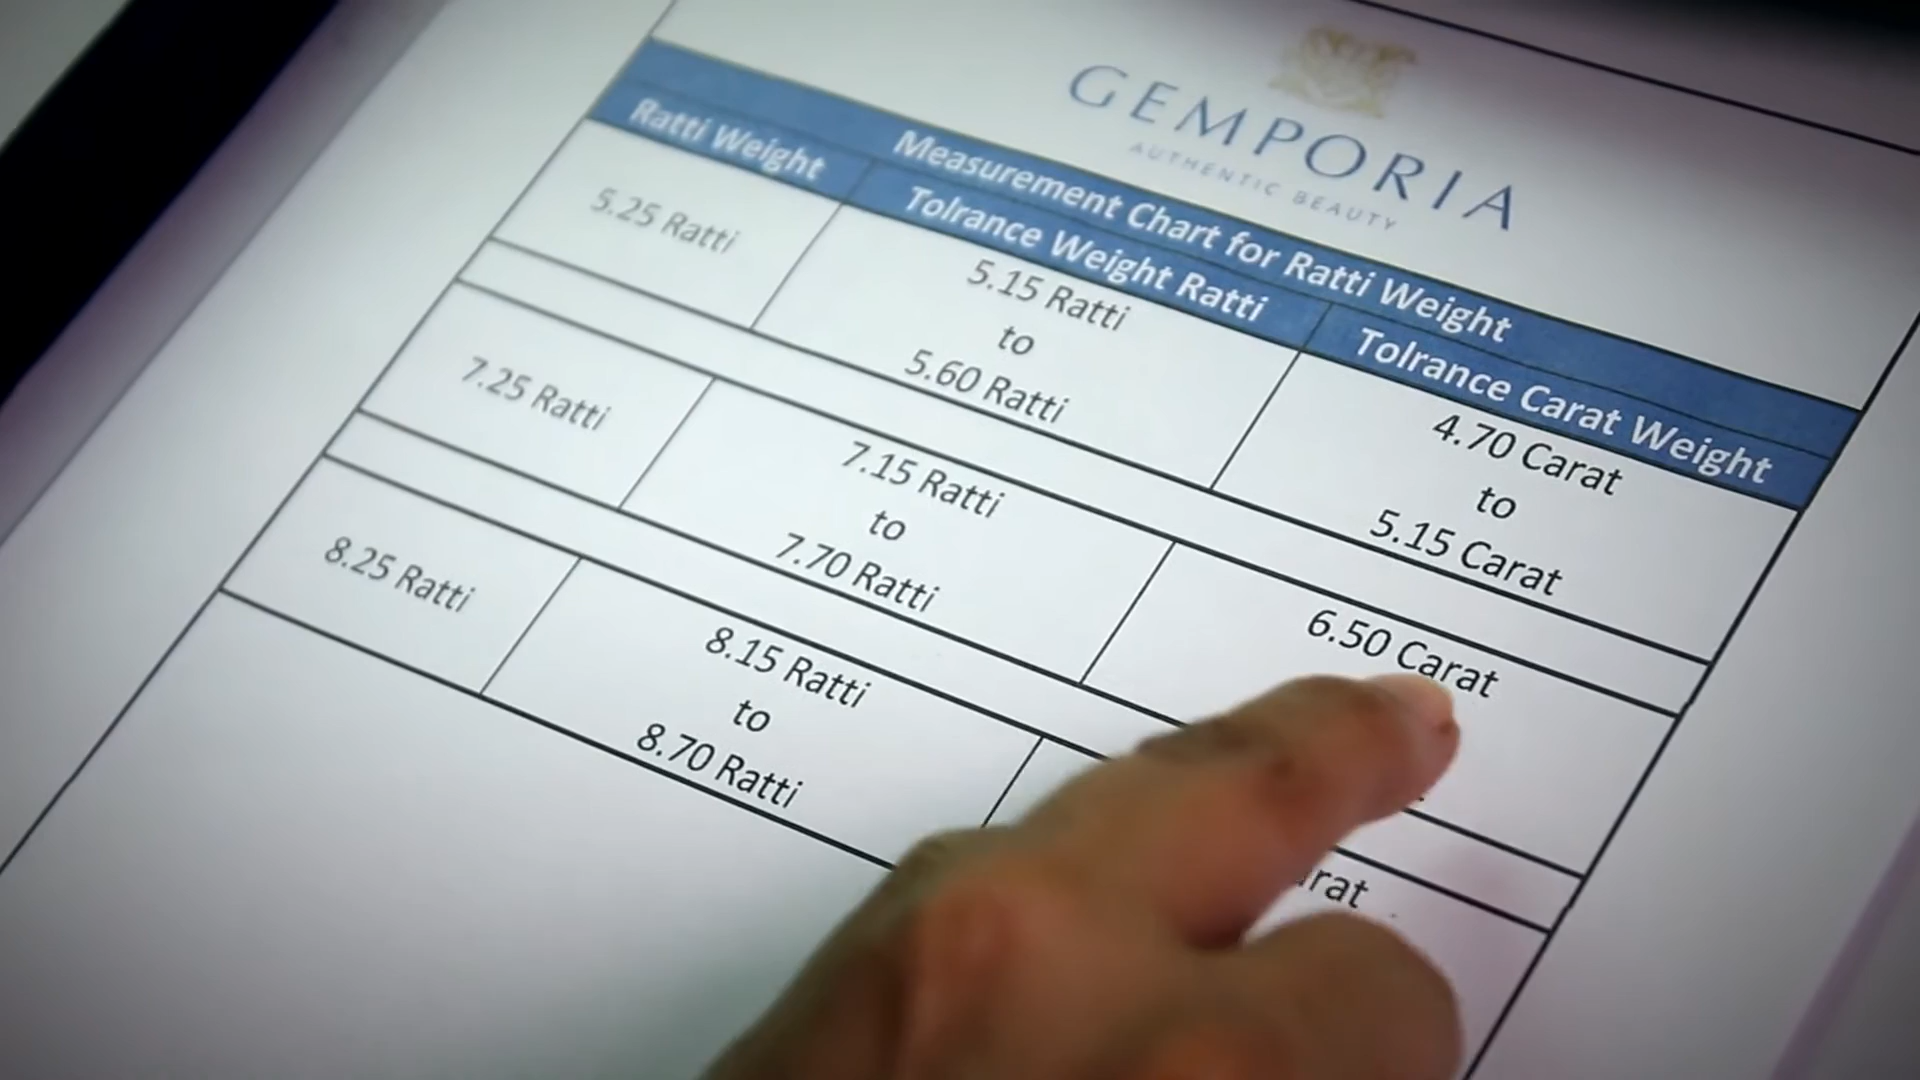 GEMPORIA
AUTHENTIC BEAUTY
Measurement Chart for Ratti Weight
Ratti Weight
Tolrance Weight Ratti
Tolrance Carat Weight
5.25 Ratti
5.15 Ratti
to
5.60 Ratti
4.70 Carat
to
5.15 Carat
7.25 Ratti
7.15 Ratti
to
7.70 Ratti
6.50 Carat
8.25 Ratti
8.15 Ratti
to
8.70 Ratti